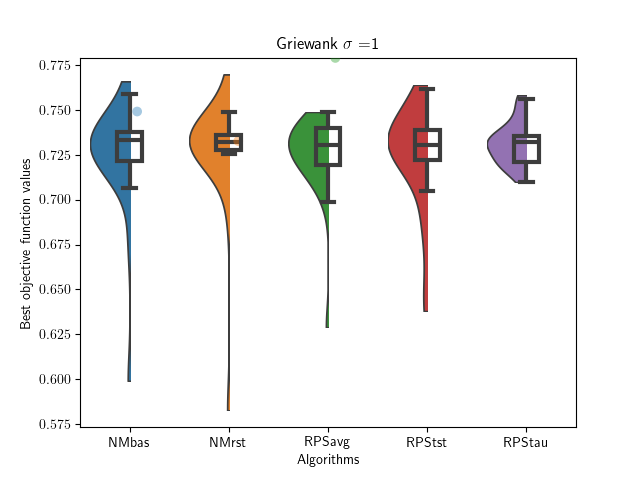 Griewank σ =1
0.775
0.750
0.725
0.700
0.675
0.650
0.625
0.600
0.575
Best objective function values
NMbas NMrst RPSavg RPStst RPStau
Algorithms